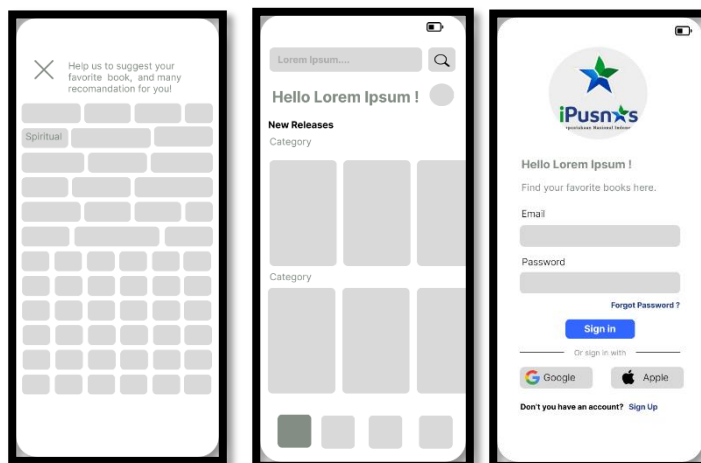 Help us to suggest your
favorite book, and many
recomandation for you!
Spiritual
Lorem Ipsum....
Hello Lorem Ipsum !
New Releases
Category
Category
iPusnas
Hello Lorem Ipsum !
Find your favorite books here.
Email
Password
Forgot Password ?
Sign in
Or sign in with
Google
Apple
Don't you have an account? Sign Up